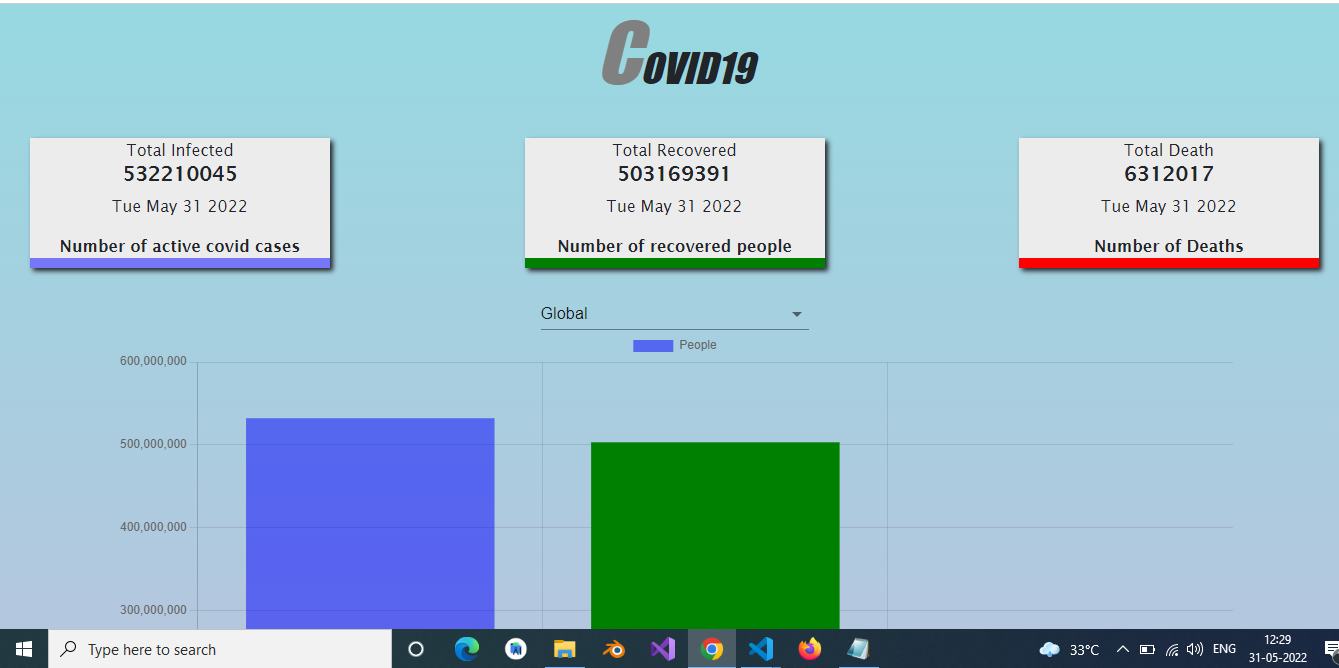 COVID19
Total Infected
532210045
Tue May 31 2022
Number of active covid cases
Total Recovered
503169391
Tue May 31 2022
Number of recovered people
Total Death
6312017
Tue May 31 2022
Number of Deaths
Global
People
600,000,000
500,000,000
400,000,000
300,000,000
Type here to search
33°C
ENG
12:29
31-05-2022